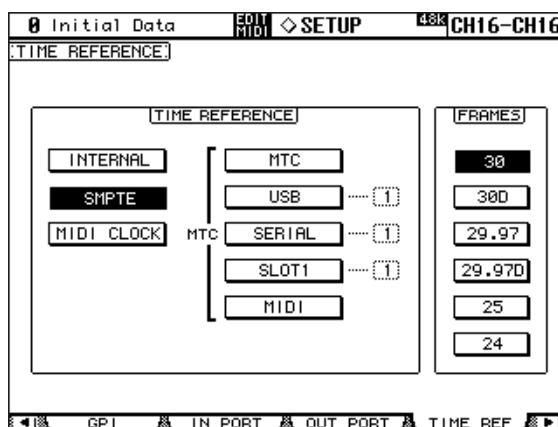 0 Initial Data EDIT MIDI ◇SETUP 48K CH16-CH16
TIME REFERENCE
TIME REFERENCE
INTERNAL
SMPTE
MIDI CLOCK
MTC
MTC
USB 1
SERIAL 1
SLOT1 1
MIDI
FRAMES
30
30D
29.97
29.97D
25
24
GPI IN PORT OUT PORT TIME REF